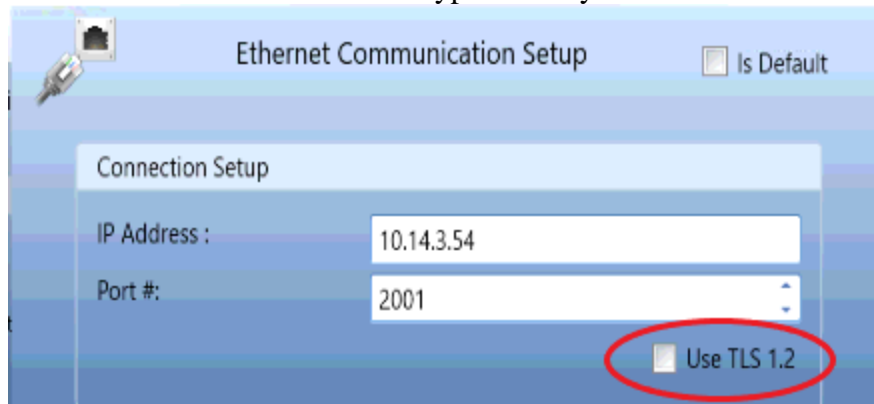 Ethernet Communication Setup
Is Default
Connection Setup
IP Address :
10.14.3.54
Port #:
2001
Use TLS 1.2